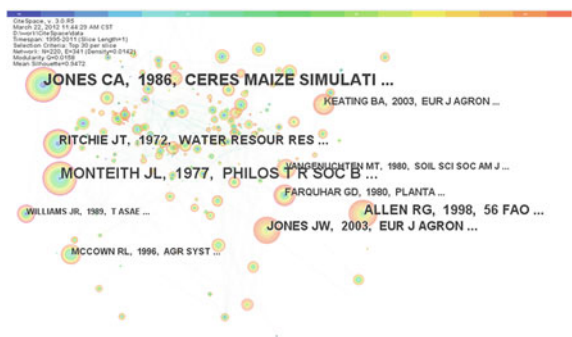 CiteSpace, v. 3.0.R5
March 22, 2012 11:44:29 AM CST
D:\work\CiteSpace\data
Timespan: 1995-2011 (Slice Length=1)
Selection Criteria: Top 30 per slice
Network: N=220, E=341 (Density=0.0142)
Modularity Q=0.0158
Mean Silhouette=0.9472
JONES CA, 1986, CERES MAIZE SIMULATI ...
KEATING BA, 2003, EUR J AGRON ...
RITCHIE JT, 1972, WATER RESOUR RES ...
VANGENUCHTEN MT, 1980, SOIL SCI SOC AM J ...
MONTEITH JL, 1977, PHILOS T R SOC B ...
FARQUHAR GD, 1980, PLANTA ...
WILLIAMS JR, 1989, T ASAE ...
ALLEN RG, 1998, 56 FAO ...
JONES JW, 2003, EUR J AGRON ...
MCCOWN RL, 1996, AGR SYST ...